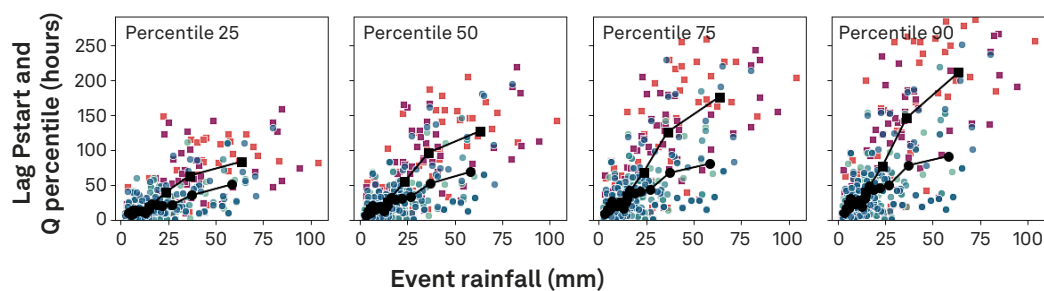 Lag Pstart and
Q percentile (hours)
250
200
150
100
50
0
Percentile 25
Percentile 50
Percentile 75
Percentile 90
0 25 50 75 100
0 25 50 75 100
0 25 50 75 100
0 25 50 75 100
Event rainfall (mm)